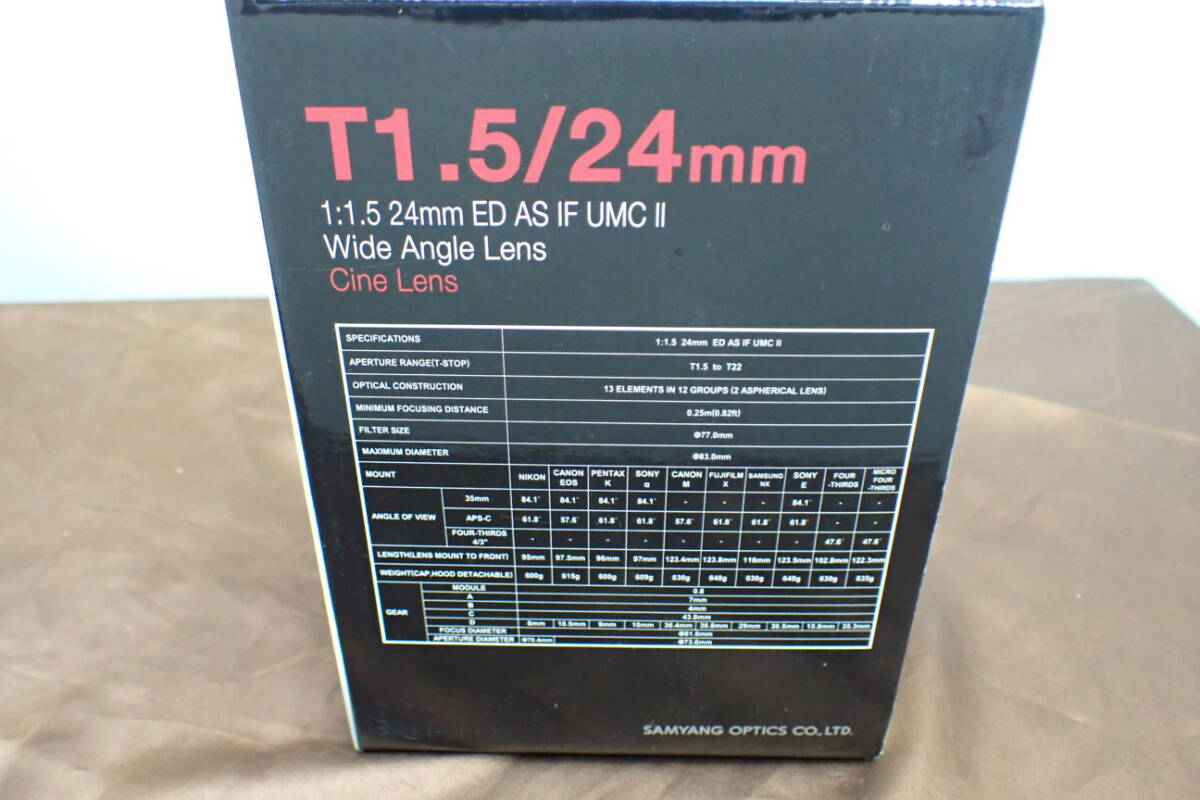 T1.5/24mm
1:1.5 24mm ED AS IF UMC II
Wide Angle Lens
Cine Lens
SPECIFICATIONS 1:1.5 24mm ED AS IF UMC II
APERTURE RANGE(T-STOP) T1.5 to T22
OPTICAL CONSTRUCTION 13 ELEMENTS IN 12 GROUPS (2 ASPHERICAL LENS)
MINIMUM FOCUSING DISTANCE 0.25m(0.82ft)
FILTER SIZE Φ77.0mm
MAXIMUM DIAMETER Φ83.0mm
MOUNT NIKON CANON EOS PENTAX K SONY α CANON M FUJIFILM X SAMSUNG NX SONY E FOUR -THIRDS MICRO FOUR -THIRDS
ANGLE OF VIEW 35mm 84.1° 84.1° 84.1° 84.1° - - - 84.1° - -
APS-C 61.8° 57.6° 61.8° 61.8° 57.6° 61.8° 61.8° 61.8° - -
FOUR-THIRDS 4/3" - - - - - - - - 47.6° 47.6°
LENGTH(LENS MOUNT TO FRONT) 95mm 97.5mm 96mm 97mm 123.4mm 123.8mm 116mm 123.5mm 102.8mm 122.3mm
WEIGHT(CAP,HOOD DETACHABLE) 600g 615g 600g 609g 630g 640g 630g 640g 630g 635g
GEAR MODULE 0.8
A 7mm
B 4mm
C 43.8mm
D 8mm 10.5mm 9mm 10mm 36.4mm 36.8mm 29mm 36.5mm 15.8mm 35.3mm
FOCUS DIAMETER Φ81.0mm
APERTURE DIAMETER Φ75.4mm Φ73.6mm
SAMYANG OPTICS CO., LTD.